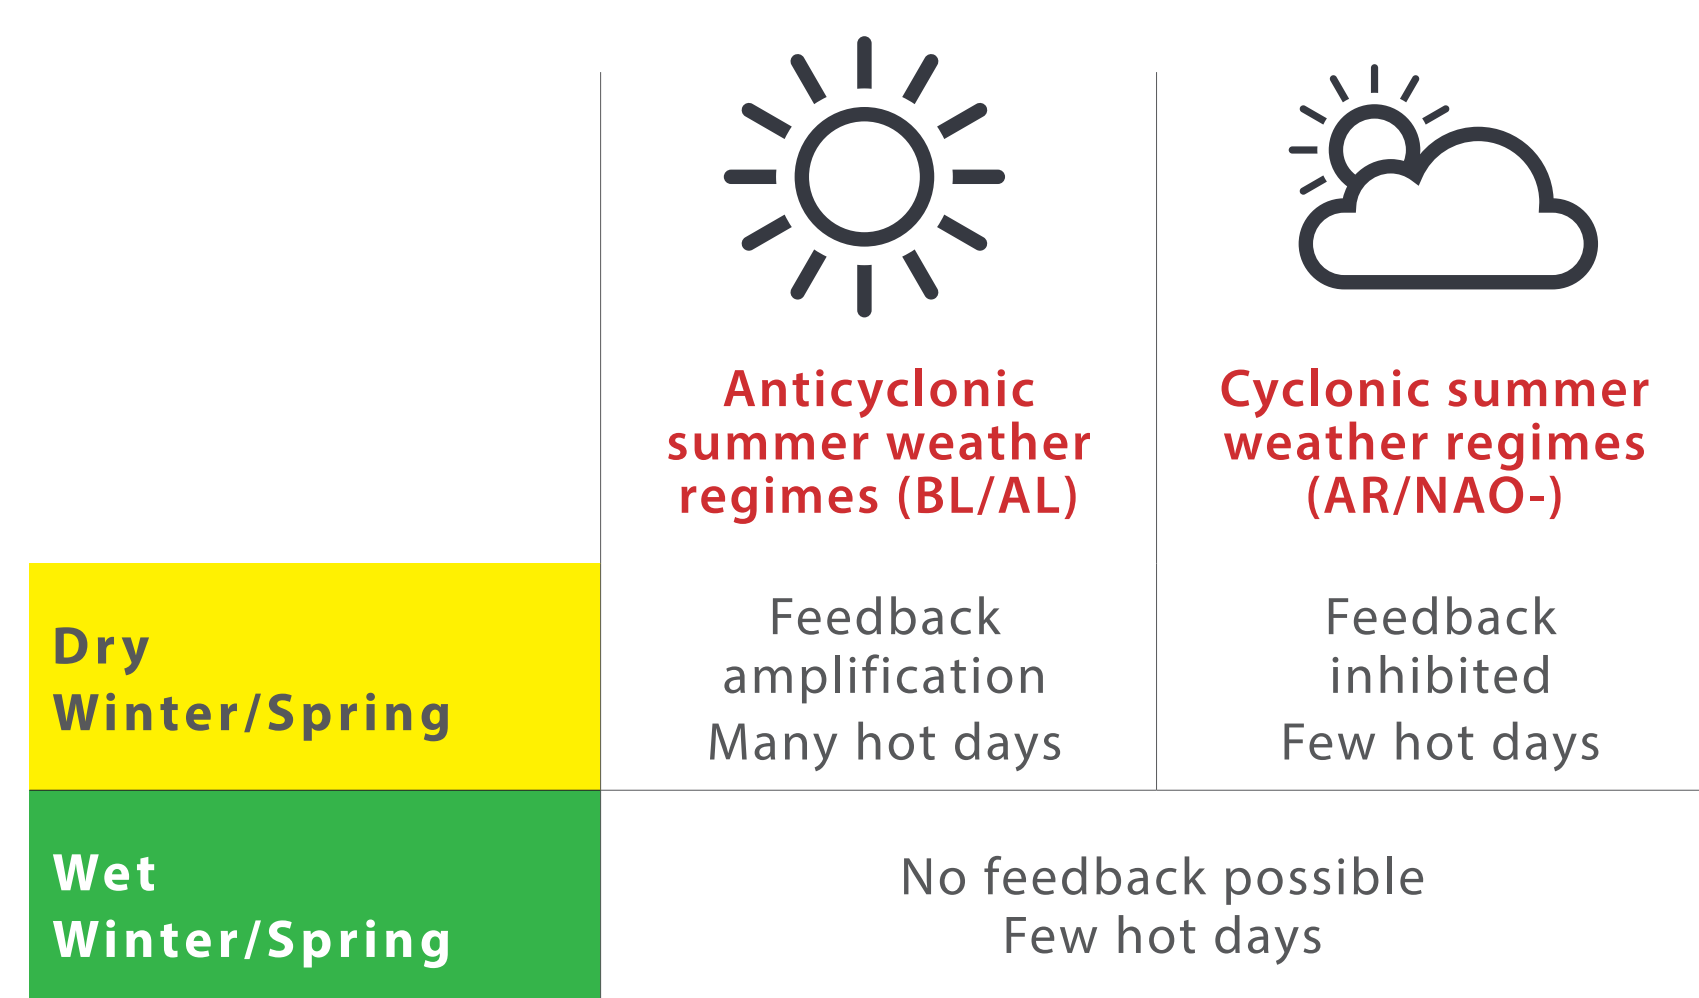 Anticyclonic
summer weather
regimes (BL/AL)
Cyclonic summer
weather regimes
(AR/NAO-)
Dry
Winter/Spring
Feedback
amplification
Many hot days
Feedback
inhibited
Few hot days
Wet
Winter/Spring
No feedback possible
Few hot days